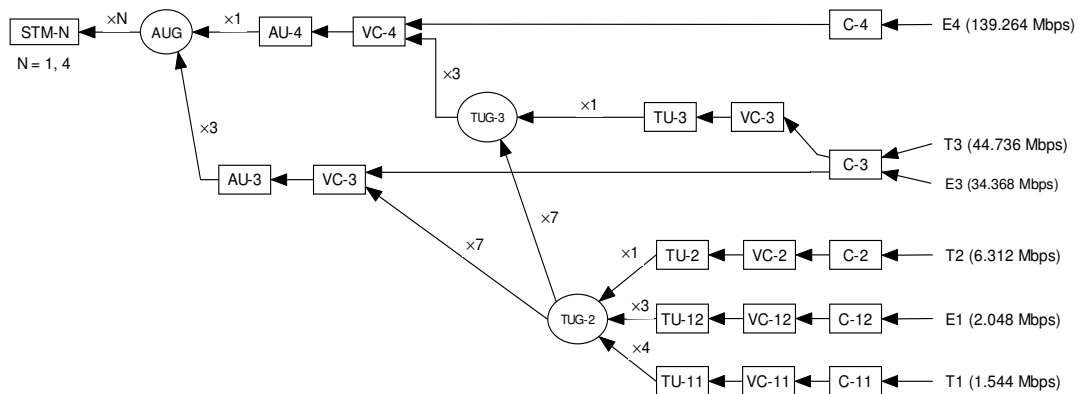 ×N
×1
STM-N
AUG
AU-4
VC-4
C-4
E4 (139.264 Mbps)
N = 1, 4
×3
TUG-3
×1
TU-3
VC-3
×3
T3 (44.736 Mbps)
C-3
AU-3
VC-3
E3 (34.368 Mbps)
×7
×7
×1
TU-2
VC-2
C-2
T2 (6.312 Mbps)
TUG-2
×3
TU-12
VC-12
C-12
E1 (2.048 Mbps)
×4
TU-11
VC-11
C-11
T1 (1.544 Mbps)